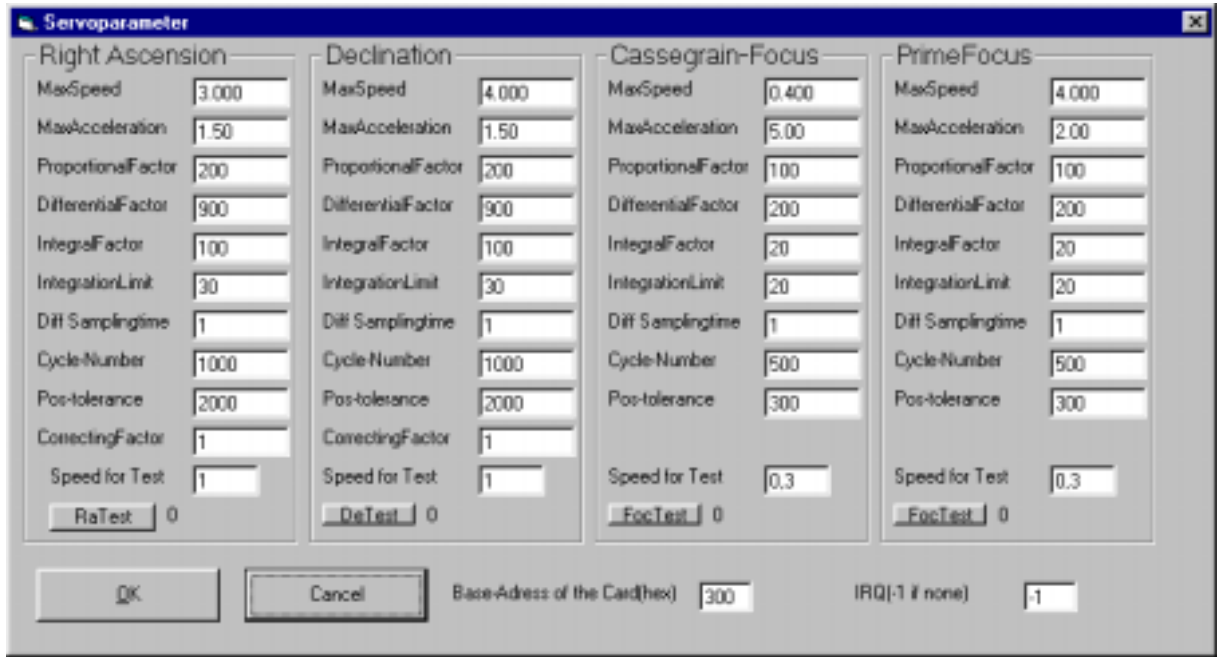 Servoparameter
Right Ascension
MaxSpeed 3.000
MaxAcceleration 1.50
ProportionalFactor 200
DifferentialFactor 900
IntegralFactor 100
IntegrationLimit 30
Diff Samplingtime 1
Cycle-Number 1000
Pos-tolerance 2000
CorrectingFactor 1
Speed for Test 1
RaTest 0
Declination
MaxSpeed 4.000
MaxAcceleration 1.50
ProportionalFactor 200
DifferentialFactor 900
IntegralFactor 100
IntegrationLimit 30
Diff Samplingtime 1
Cycle-Number 1000
Pos-tolerance 2000
CorrectingFactor 1
Speed for Test 1
DeTest 0
Cassegrain-Focus
MaxSpeed 0.400
MaxAcceleration 5.00
ProportionalFactor 100
DifferentialFactor 200
IntegralFactor 20
IntegrationLimit 20
Diff Samplingtime 1
Cycle-Number 500
Pos-tolerance 300
Speed for Test 0.3
FocTest 0
PrimeFocus
MaxSpeed 4.000
MaxAcceleration 2.00
ProportionalFactor 100
DifferentialFactor 200
IntegralFactor 20
IntegrationLimit 20
Diff Samplingtime 1
Cycle-Number 500
Pos-tolerance 300
Speed for Test 0.3
FocTest 0
OK Cancel Base-Adress of the Card(hex) 300 IRQ(-1 if none) -1